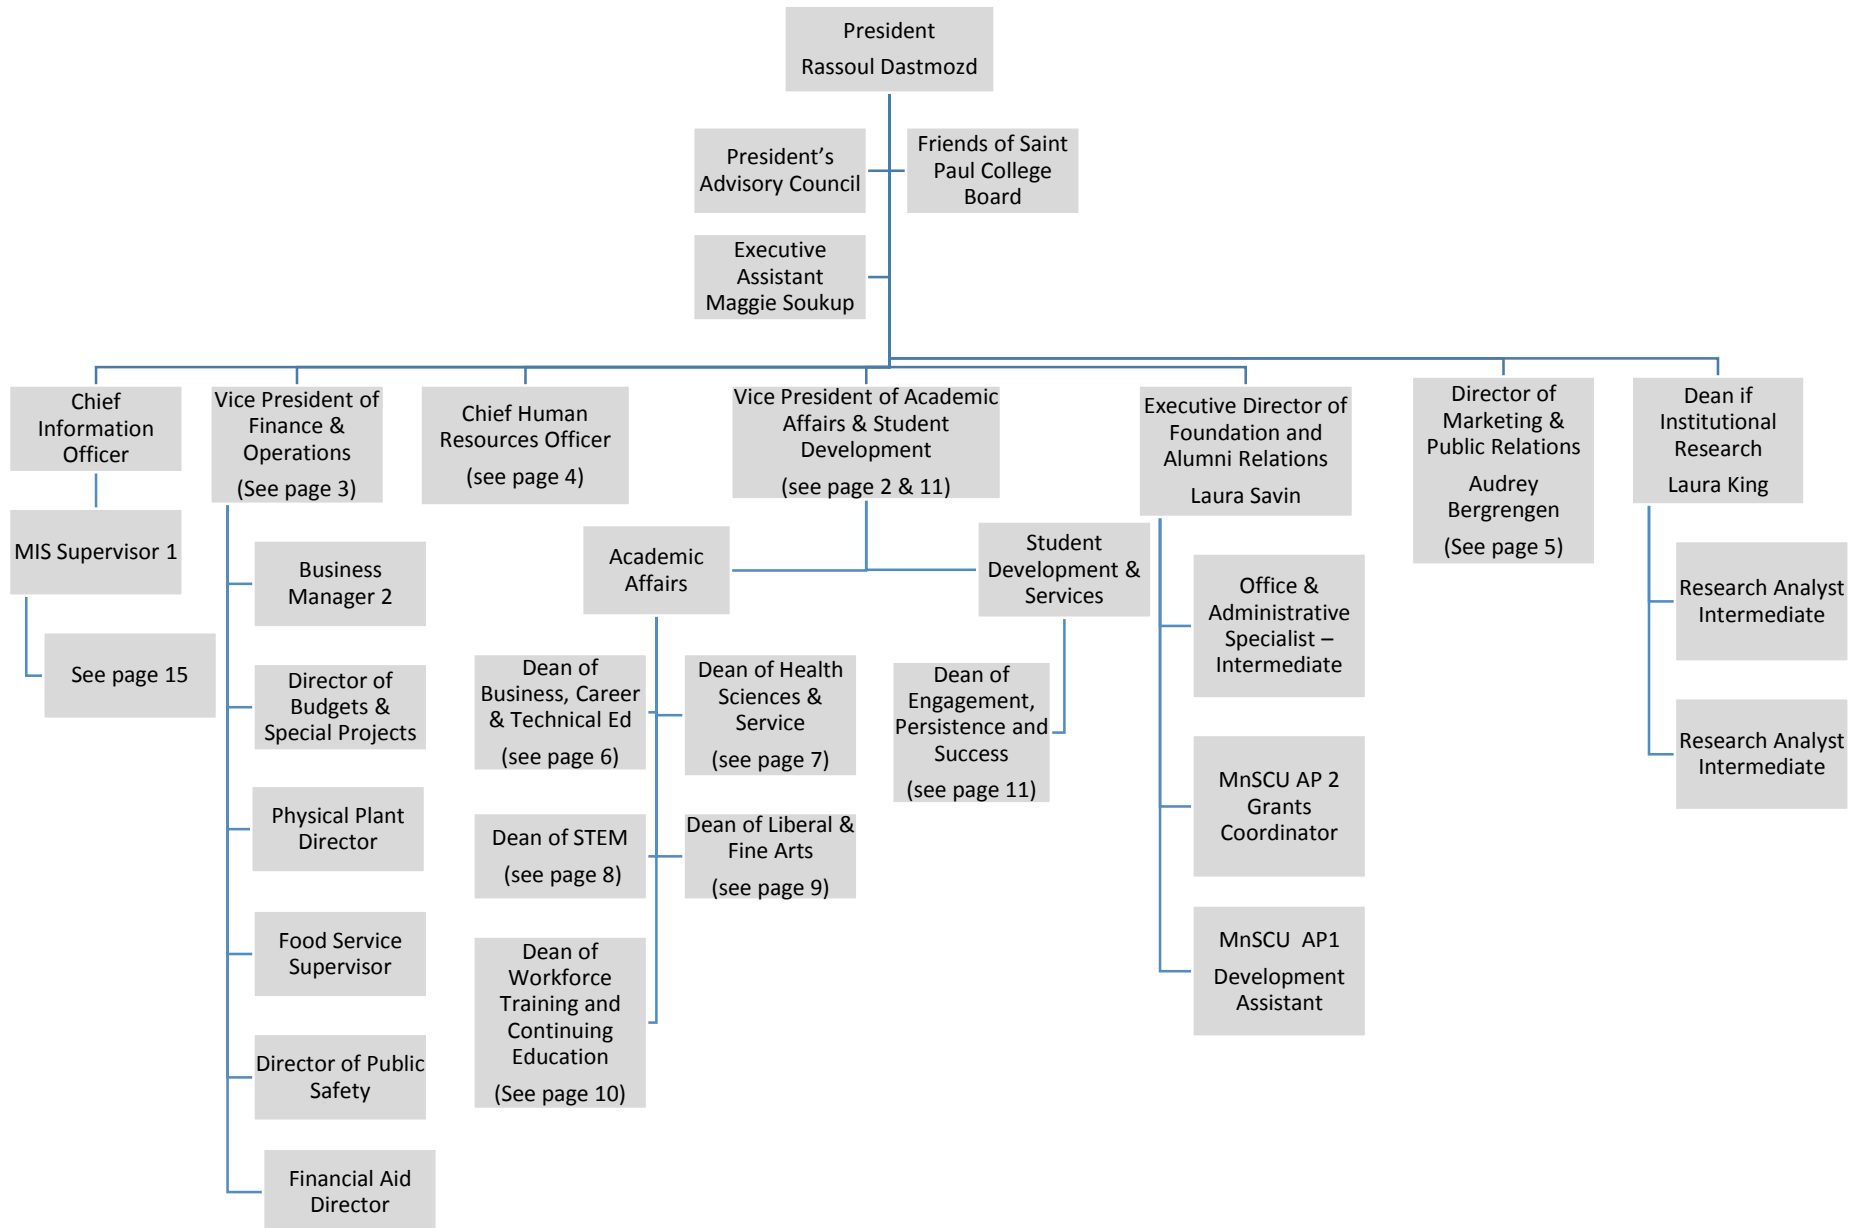 President
Rassoul Dastmozd
President’s
Advisory Council
Friends of Saint
Paul College
Board
Executive
Assistant
Maggie Soukup
Chief
Information
Officer
Vice President of
Finance &
Operations
(See page 3)
Chief Human
Resources Officer
(see page 4)
Vice President of Academic
Affairs & Student
Development
(see page 2 & 11)
Executive Director of
Foundation and
Alumni Relations
Laura Savin
Director of
Marketing &
Public Relations
Audrey
Bergrengen
(See page 5)
Dean if
Institutional
Research
Laura King
MIS Supervisor 1
See page 15
Business
Manager 2
Director of
Budgets &
Special Projects
Physical Plant
Director
Food Service
Supervisor
Director of Public
Safety
Financial Aid
Director
Academic
Affairs
Student
Development &
Services
Dean of
Business, Career
& Technical Ed
(see page 6)
Dean of Health
Sciences &
Service
(see page 7)
Dean of STEM
(see page 8)
Dean of Liberal &
Fine Arts
(see page 9)
Dean of
Workforce
Training and
Continuing
Education
(See page 10)
Dean of
Engagement,
Persistence and
Success
(see page 11)
Office &
Administrative
Specialist –
Intermediate
MnSCU AP 2
Grants
Coordinator
MnSCU  AP1
Development
Assistant
Research Analyst
Intermediate
Research Analyst
Intermediate